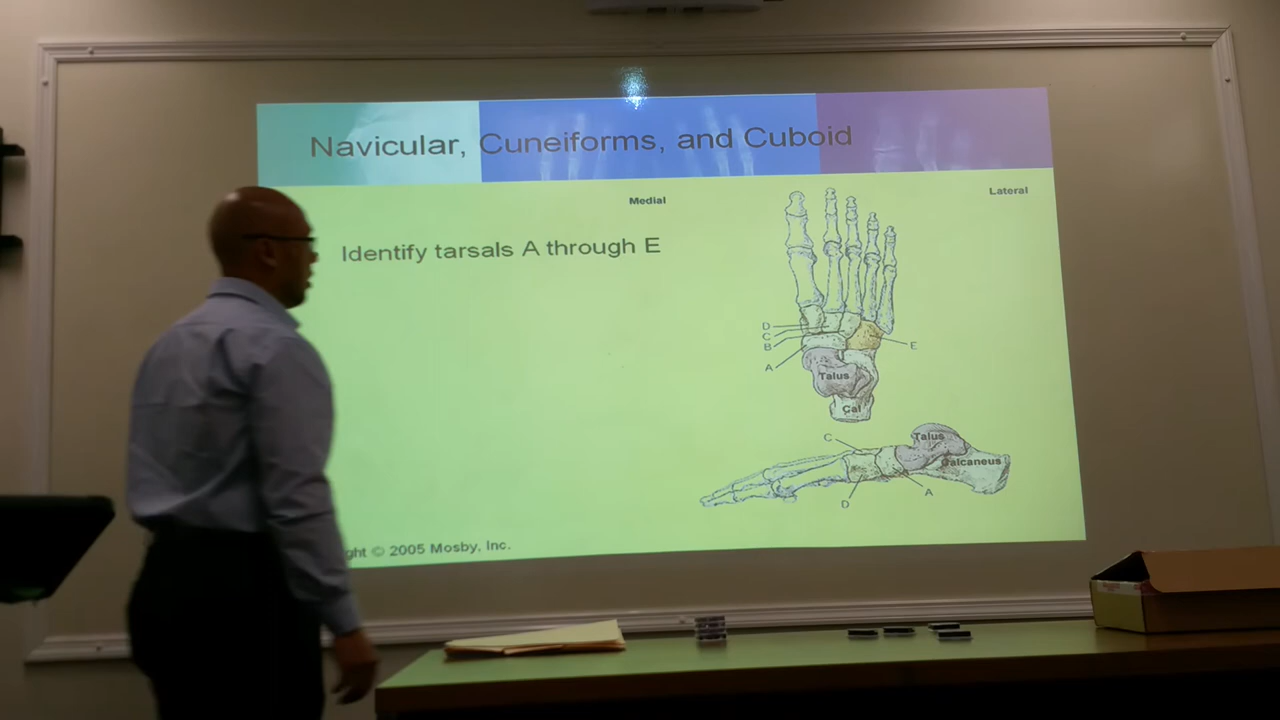 Navicular, Cuneiforms, and Cuboid
Medial
Lateral
Identify tarsals A through E
D
C
B
A
E
Talus
Cal
C
Talus
Calcaneus
A
D
ght © 2005 Mosby, Inc.